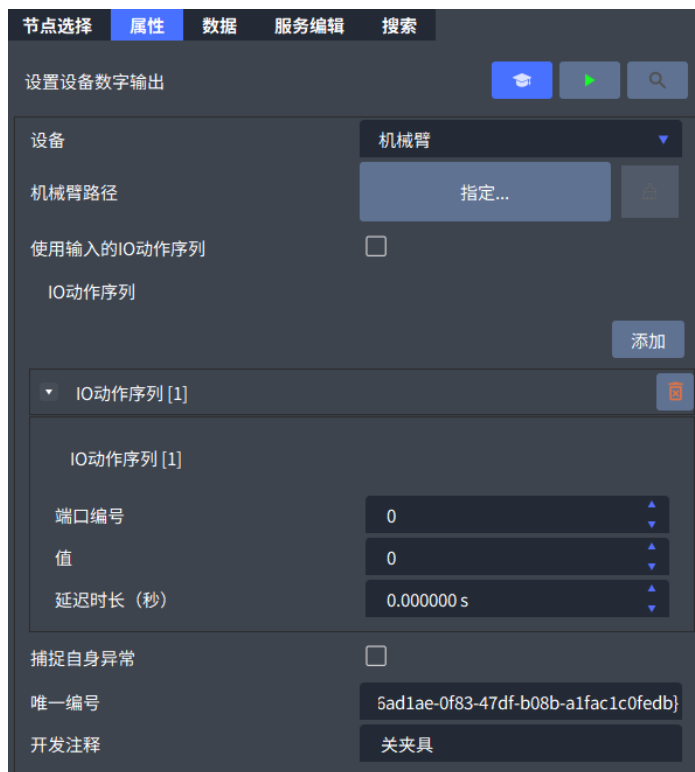 节点选择 属性 数据 服务编辑 搜索
设置设备数字输出
设备 机械臂
机械臂路径 指定...
使用输入的IO动作序列
IO动作序列
添加
IO动作序列 [1]
IO动作序列 [1]
端口编号 0
值 0
延迟时长（秒） 0.000000 s
捕捉自身异常
唯一编号 6ad1ae-0f83-47df-b08b-a1fac1c0fedb}
开发注释 关夹具